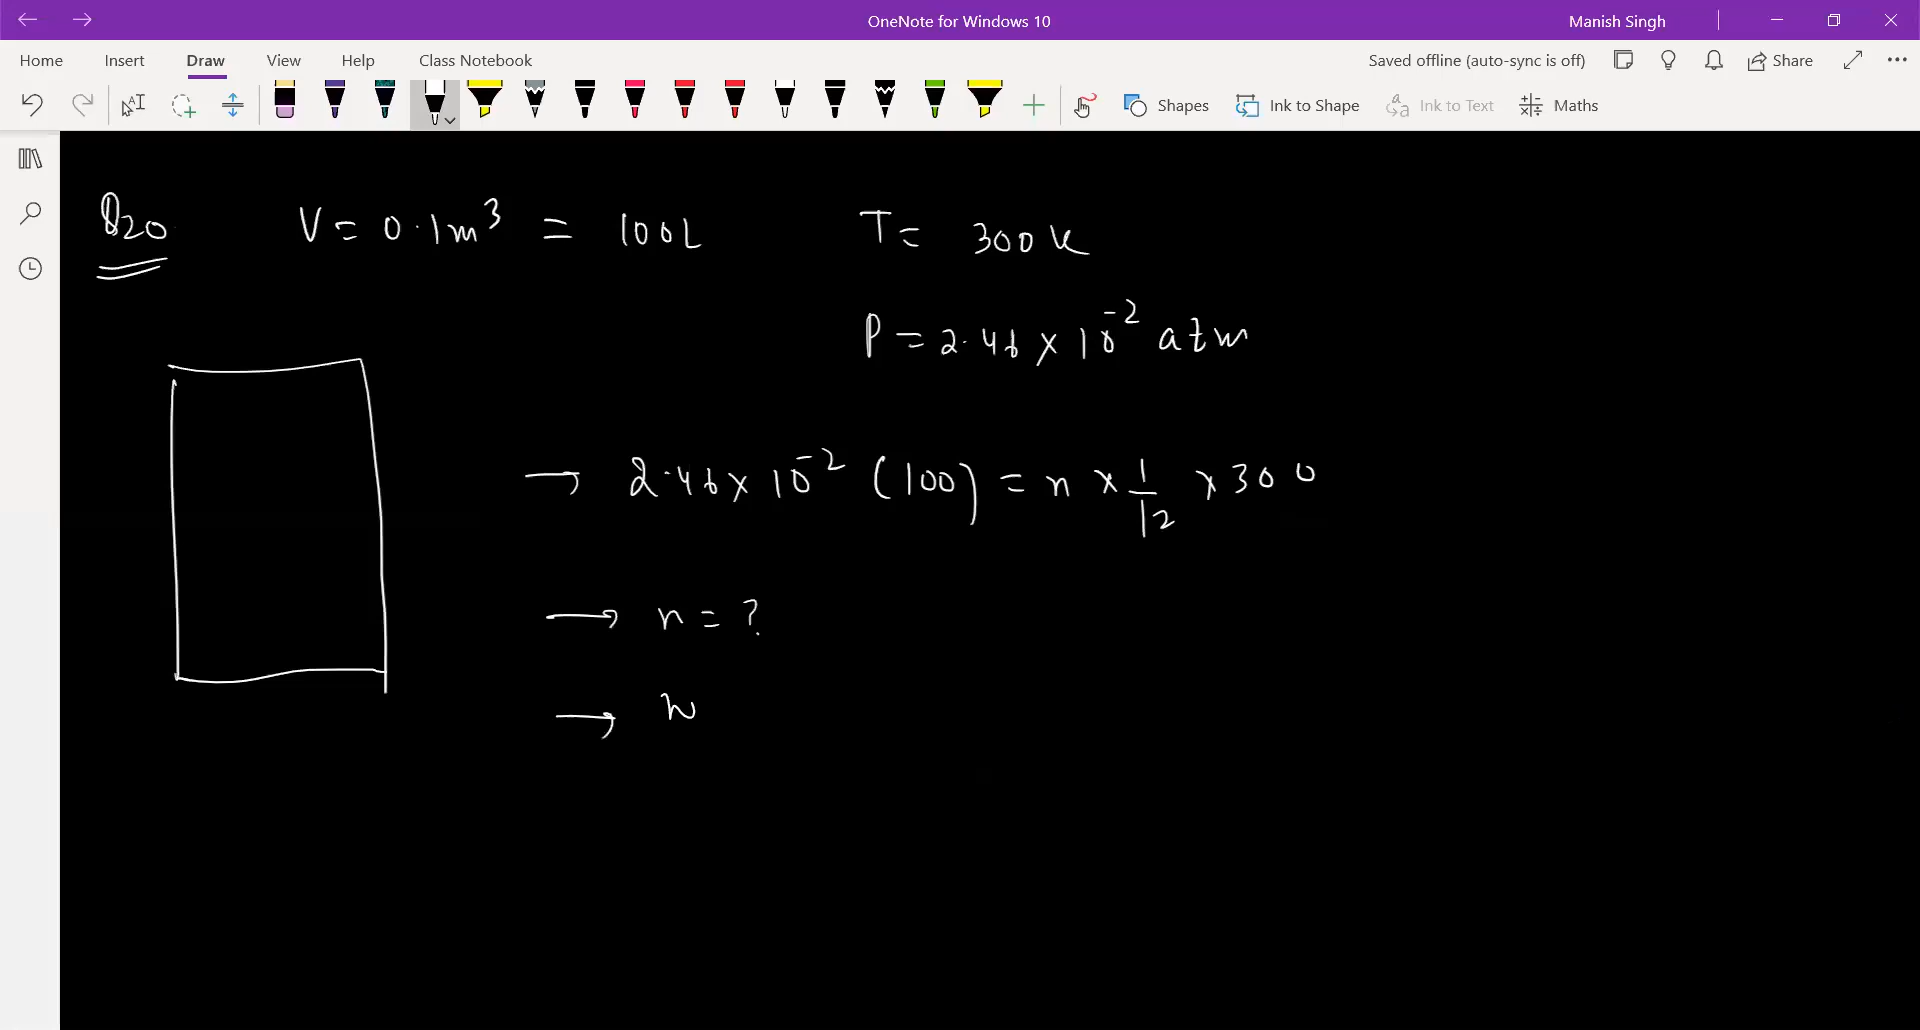 OneNote for Windows 10
Manish Singh
Home Insert Draw View Help Class Notebook
Saved offline (auto-sync is off) Share
Shapes Ink to Shape Ink to Text Maths
Q20. V = 0.1m³ = 100L T = 300K
P = 2.46 × 10⁻² atm
→ 2.46 × 10⁻² (100) = n × 1/12 × 300
→ n = ?
→ w